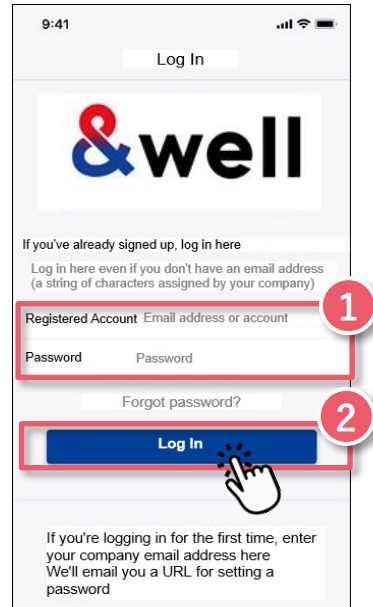 9:41
Log In
&well
If you've already signed up, log in here
Log in here even if you don't have an email address
(a string of characters assigned by your company)
1
Registered Account Email address or account
Password Password
Forgot password?
2
Log In
If you're logging in for the first time, enter
your company email address here
We'll email you a URL for setting a
password